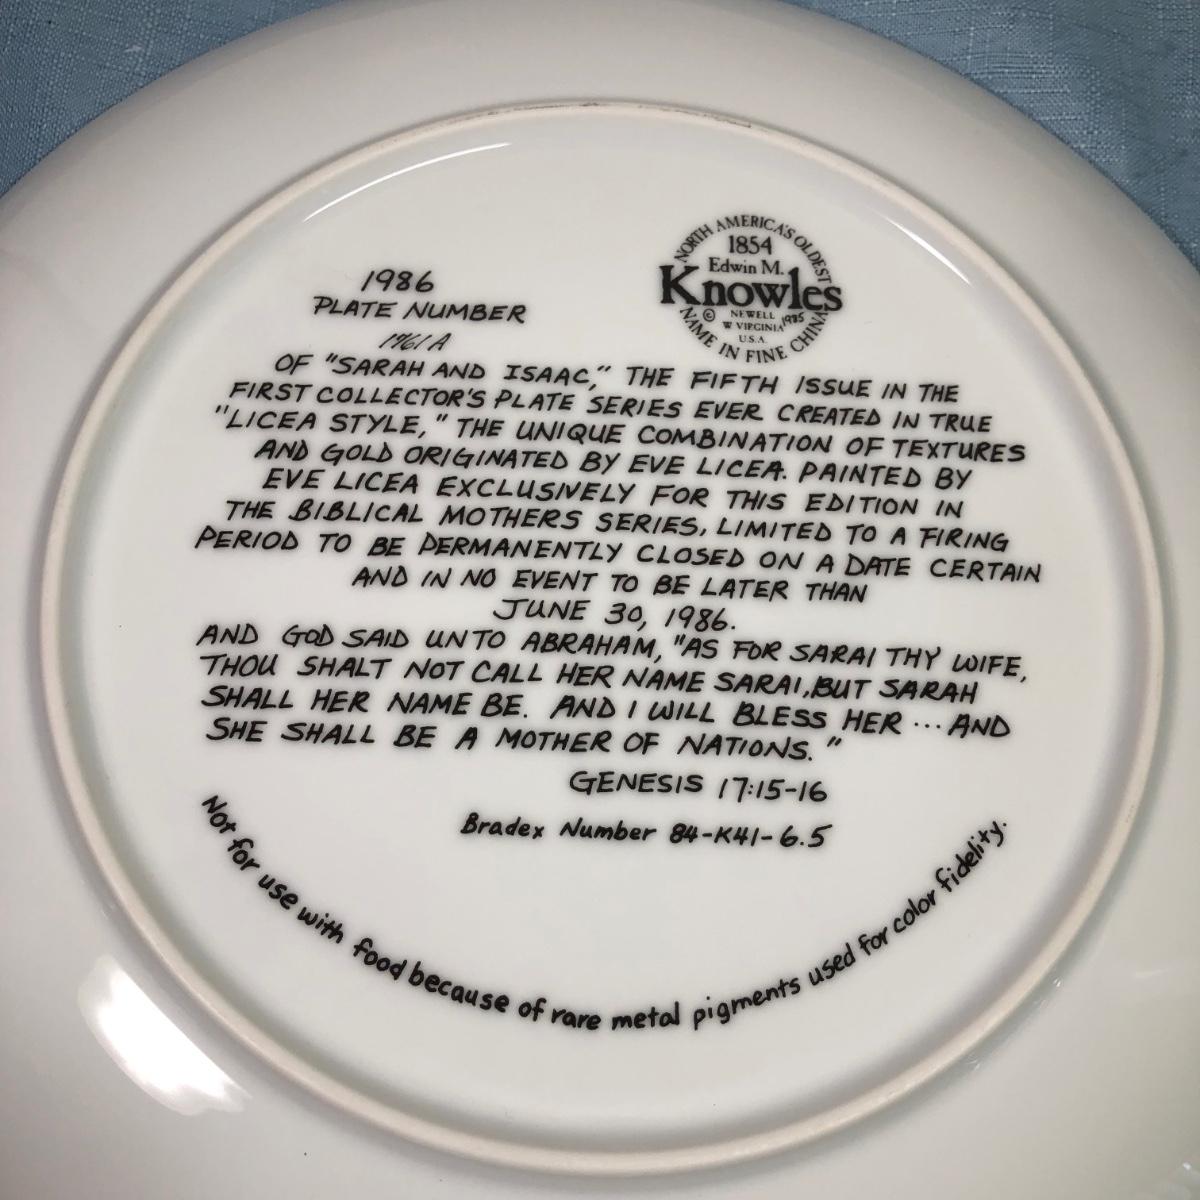 1986
PLATE NUMBER
OF "SARAH AND ISAAC," THE FIFTH ISSUE IN THE
FIRST COLLECTOR'S PLATE SERIES EVER CREATED IN TRUE
"LICEA STYLE," THE UNIQUE COMBINATION OF TEXTURES
AND GOLD ORIGINATED BY EVE LICEA. PAINTED BY
EVE LICEA EXCLUSIVELY FOR THIS EDITION IN
THE BIBLICAL MOTHERS SERIES, LIMITED TO A FIRING
PERIOD TO BE PERMANENTLY CLOSED ON A DATE CERTAIN
AND IN NO EVENT TO BE LATER THAN
JUNE 30, 1986.
AND GOD SAID UNTO ABRAHAM, "AS FOR SARAI THY WIFE,
THOU SHALT NOT CALL HER NAME SARAI, BUT SARAH
SHALL HER NAME BE. AND I WILL BLESS HER ... AND
SHE SHALL BE A MOTHER OF NATIONS."
GENESIS 17:15-16
Bradex Number 84-K41-6.5
Not for use with food because of rare metal pigments used for color fidelity.
NORTH AMERICA'S OLDEST
1854
Edwin M.
Knowles
© NEWELL
W VIRGINIA 1985
U.S.A.
NAME IN FINE CHINA